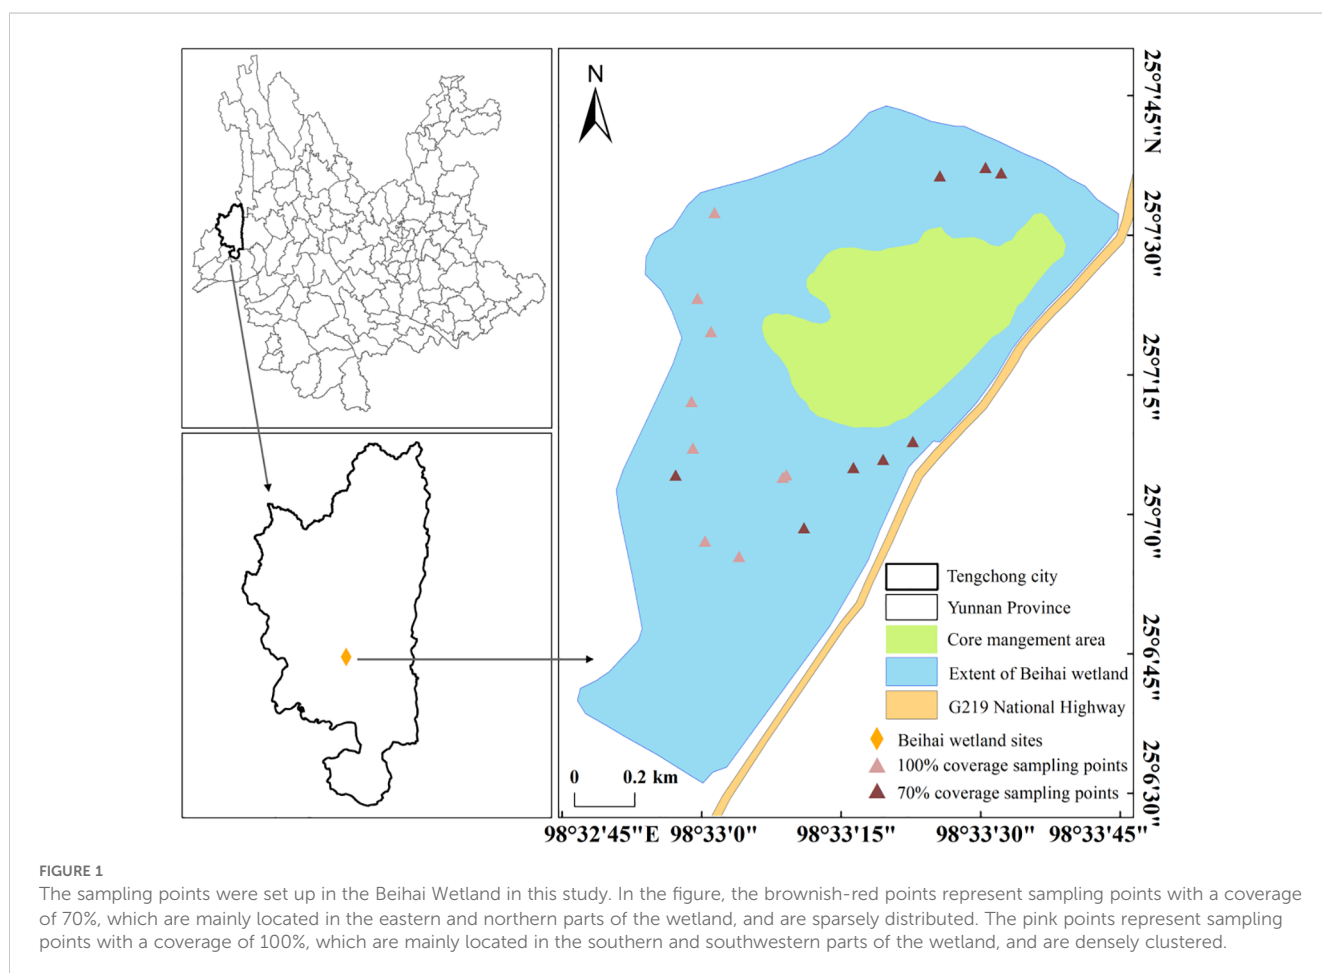 N
25°7'45"N
25°7'30"
25°7'15"
25°7'0"
25°6'45"
25°6'30"
Tengchong city
Yunnan Province
Core mangement area
Extent of Beihai wetland
G219 National Highway
Beihai wetland sites
100% coverage sampling points
70% coverage sampling points
0 0.2 km
98°32'45"E 98°33'0" 98°33'15" 98°33'30" 98°33'45"
FIGURE 1
The sampling points were set up in the Beihai Wetland in this study. In the figure, the brownish-red points represent sampling points with a coverage
of 70%, which are mainly located in the eastern and northern parts of the wetland, and are sparsely distributed. The pink points represent sampling
points with a coverage of 100%, which are mainly located in the southern and southwestern parts of the wetland, and are densely clustered.